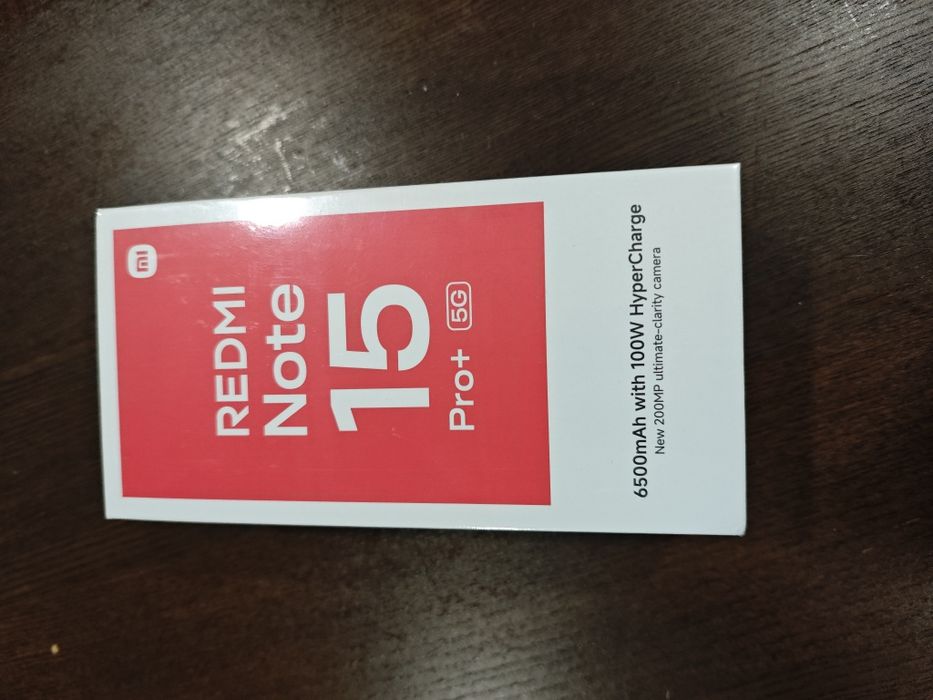 mi
REDMI
Note
15
Pro+ 5G
6500mAh with 100W HyperCharge
New 200MP ultimate-clarity camera